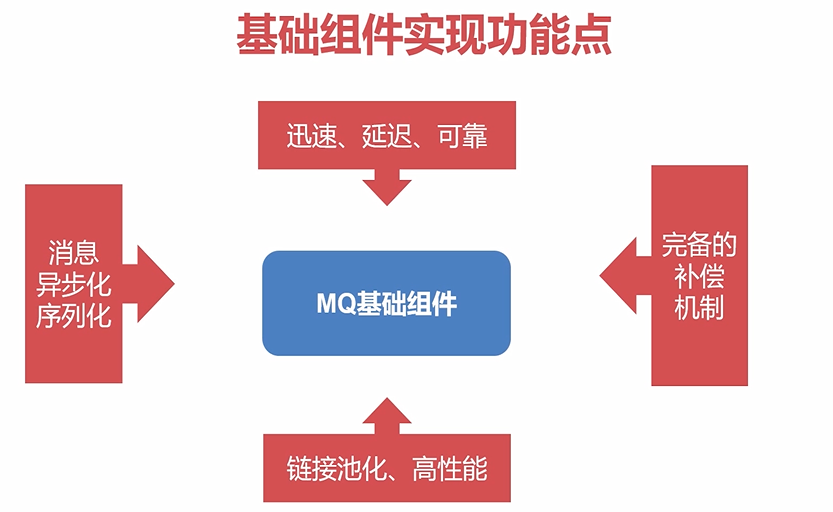 基础组件实现功能点
迅速、延迟、可靠
消息
异步化
序列化
MQ基础组件
完备的
补偿
机制
链接池化、高性能